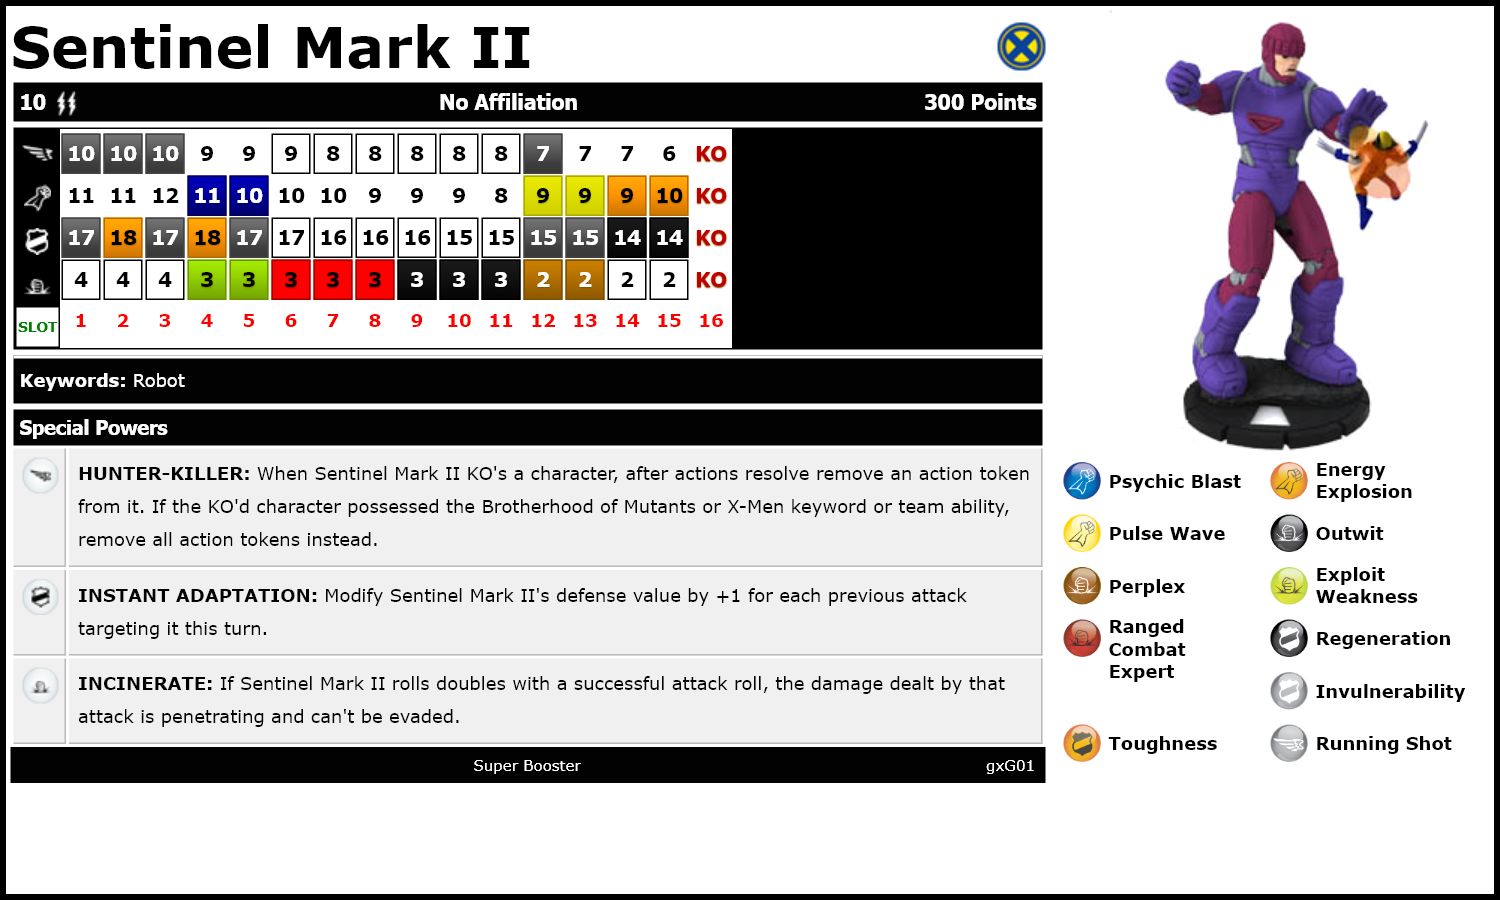 Sentinel Mark II
10 No Affiliation 300 Points
10 10 10 9 9 9 8 8 8 8 8 7 7 7 6 KO
11 11 12 11 10 10 10 9 9 9 8 9 9 9 10 KO
17 18 17 18 17 17 16 16 16 15 15 15 15 14 14 KO
4 4 4 3 3 3 3 3 3 3 3 2 2 2 2 KO
SLOT 1 2 3 4 5 6 7 8 9 10 11 12 13 14 15 16
Keywords: Robot
Special Powers
HUNTER-KILLER: When Sentinel Mark II KO's a character, after actions resolve remove an action token
from it. If the KO'd character possessed the Brotherhood of Mutants or X-Men keyword or team ability,
remove all action tokens instead.
INSTANT ADAPTATION: Modify Sentinel Mark II's defense value by +1 for each previous attack
targeting it this turn.
INCINERATE: If Sentinel Mark II rolls doubles with a successful attack roll, the damage dealt by that
attack is penetrating and can't be evaded.
Super Booster gxG01
Psychic Blast
Energy
Explosion
Pulse Wave
Outwit
Perplex
Exploit
Weakness
Ranged
Combat
Expert
Regeneration
Invulnerability
Toughness
Running Shot